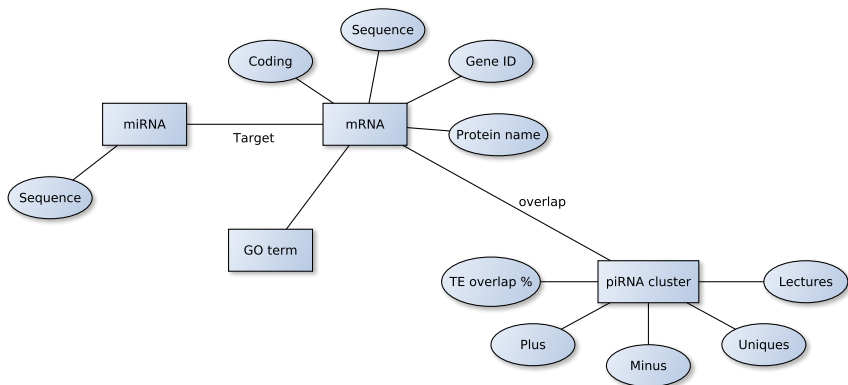 Sequence
Coding
Gene ID
miRNA
Target
mRNA
Protein name
Sequence
overlap
GO term
TE overlap %
piRNA cluster
Lectures
Plus
Minus
Uniques